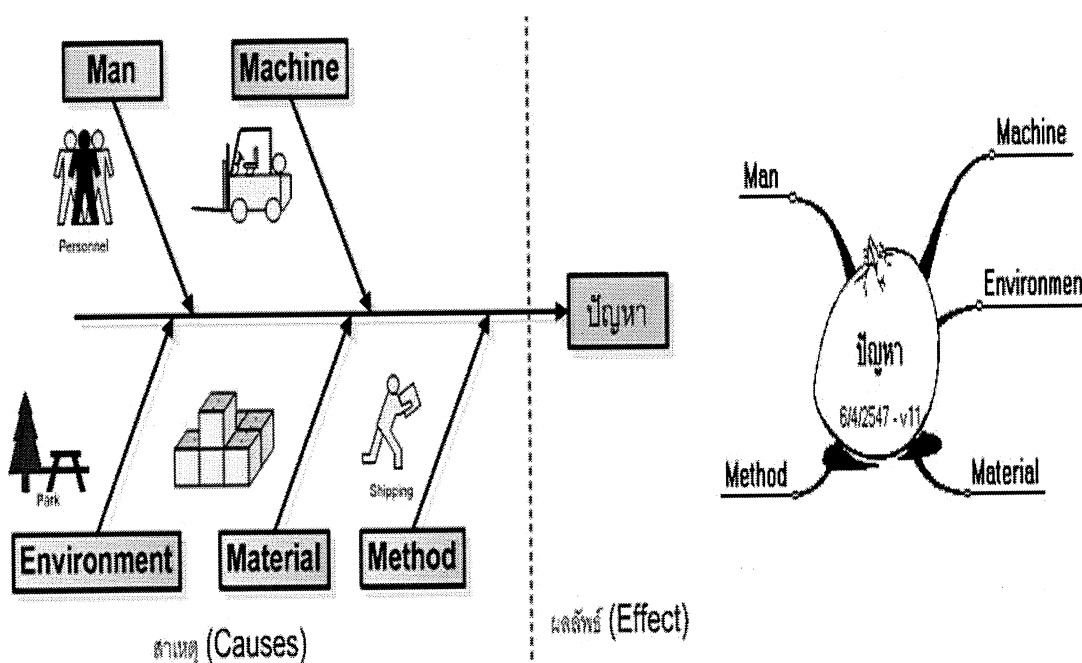 Man
Machine
Personnel
ปัญหา
Park
Shipping
Environment
Material
Method
สาเหตุ (Causes)
ผลลัพธ์ (Effect)
Machine
Man
Environmen
ปัญหา
6/4/2547 - v11
Method
Material